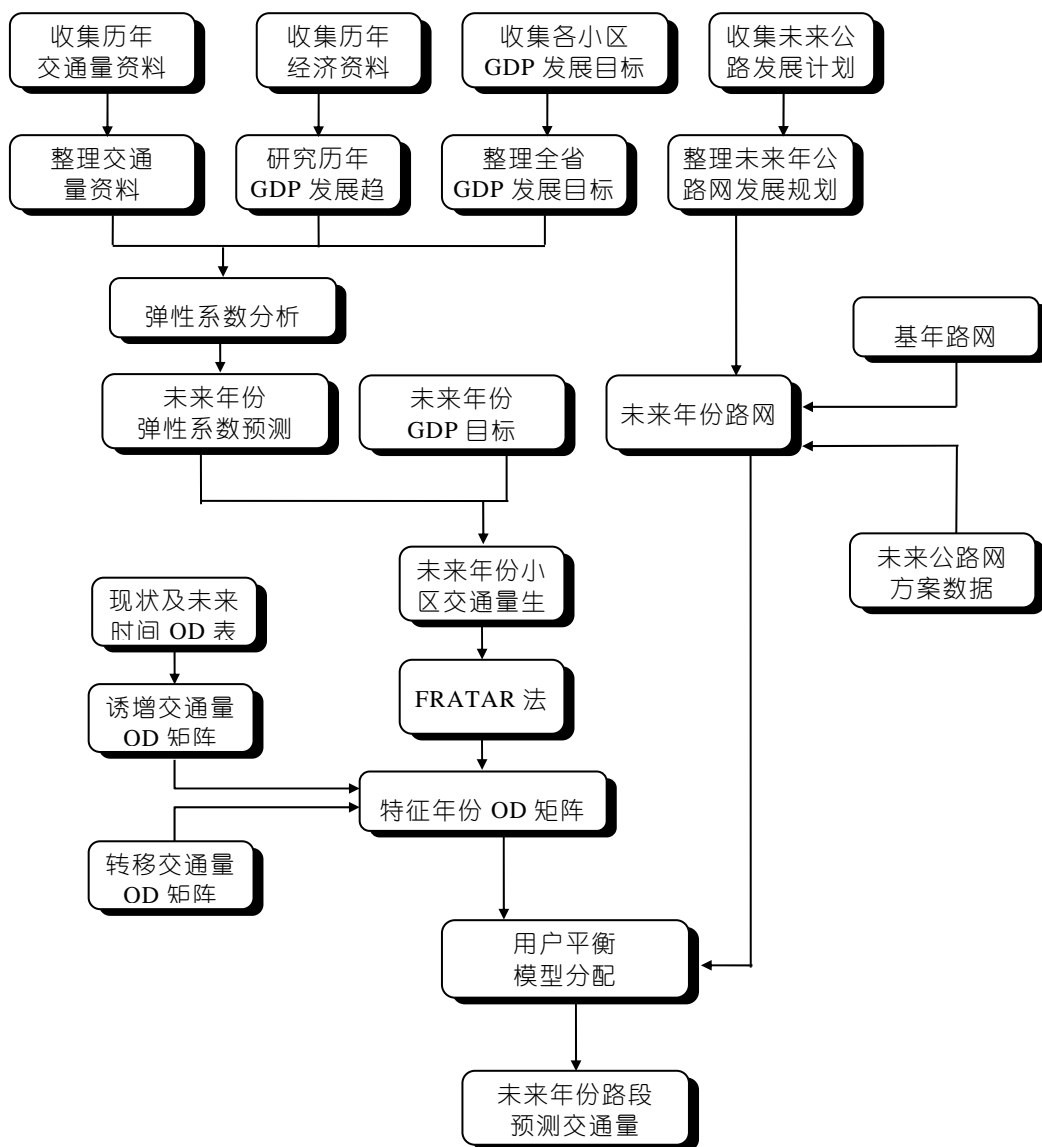 收集历年
交通量资料
收集历年
经济资料
收集各小区
GDP 发展目标
收集未来公
路发展计划
整理交通
量资料
研究历年
GDP 发展趋
整理全省
GDP 发展目标
整理未来年公
路网发展规划
弹性系数分析
基年路网
未来年份
弹性系数预测
未来年份
GDP 目标
未来年份路网
未来年份小
区交通量生
未来公路网
方案数据
现状及未来
时间 OD 表
诱增交通量
OD 矩阵
FRATAR 法
特征年份 OD 矩阵
转移交通量
OD 矩阵
用户平衡
模型分配
未来年份路段
预测交通量